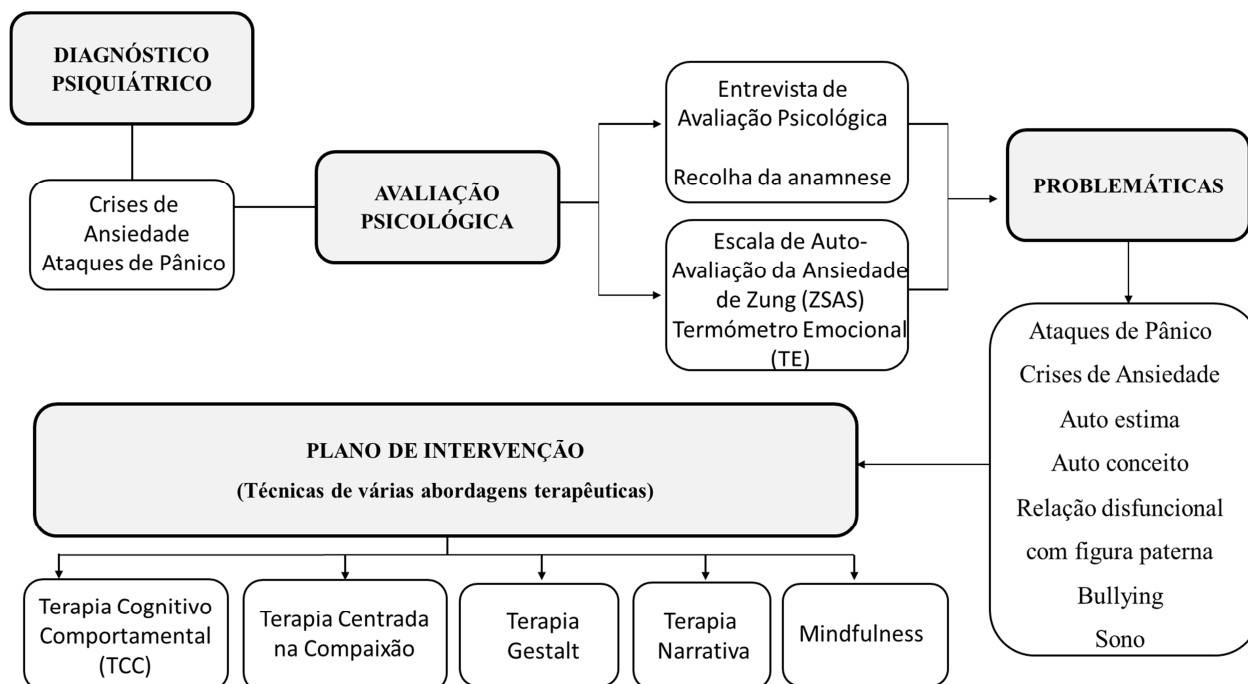 DIAGNÓSTICO
PSIQUIÁTRICO
Crises de
Ansiedade
Ataques de Pânico
AVALIAÇÃO
PSICOLÓGICA
Entrevista de
Avaliação Psicológica
Recolha da anamnese
Escala de Auto-
Avaliação da Ansiedade
de Zung (ZSAS)
Termómetro Emocional
(TE)
PROBLEMÁTICAS
Ataques de Pânico
Crises de Ansiedade
Auto estima
Auto conceito
Relação disfuncional
com figura paterna
Bullying
Sono
PLANO DE INTERVENÇÃO
(Técnicas de várias abordagens terapêuticas)
Terapia Cognitivo
Comportamental
(TCC)
Terapia Centrada
na Compaixão
Terapia
Gestalt
Terapia
Narrativa
Mindfulness